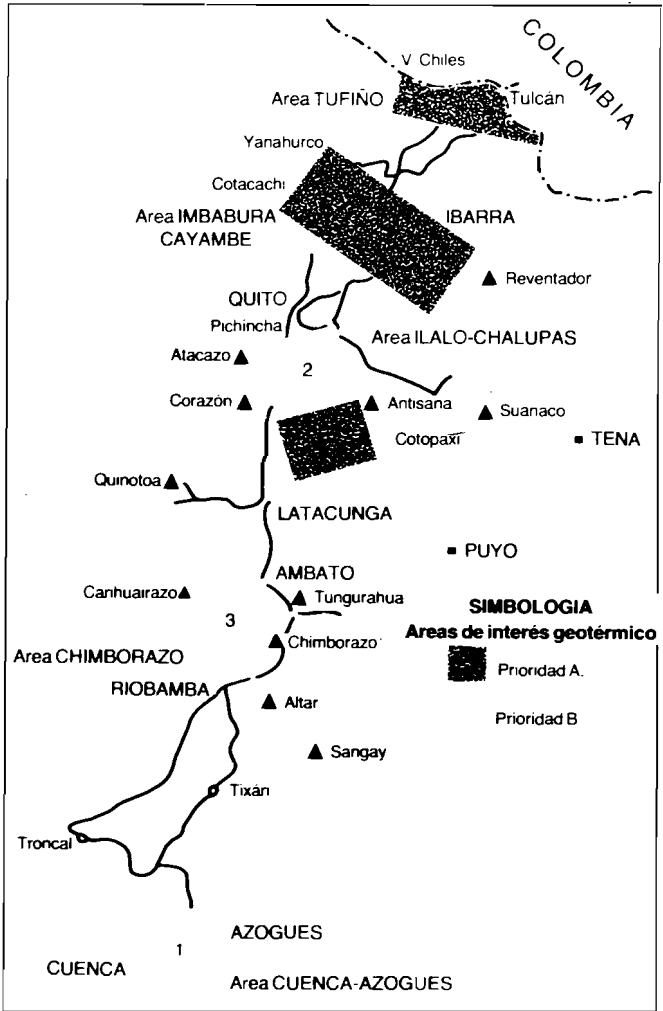 COLOMBIA
V Chiles
Area TUFIÑO
Tulcán
Yanahurco
Cotacachi
Area IMBABURA
CAYAMBE
IBARRA
Reventador
QUITO
Pichincha
Area ILALO-CHALUPAS
Atacazo
2
Corazón
Antisana
Suanaco
Cotopaxi
TENA
Quinotoa
LATACUNGA
PUYO
AMBATO
Carihuairazo
Tungurahua
SIMBOLOGIA
3
Areas de interés geotérmico
Chimborazo
Area CHIMBORAZO
Prioridad A.
RIOBAMBA
Altar
Prioridad B
Sangay
Tixán
Troncal
AZOGUES
1
CUENCA
Area CUENCA-AZOGUES